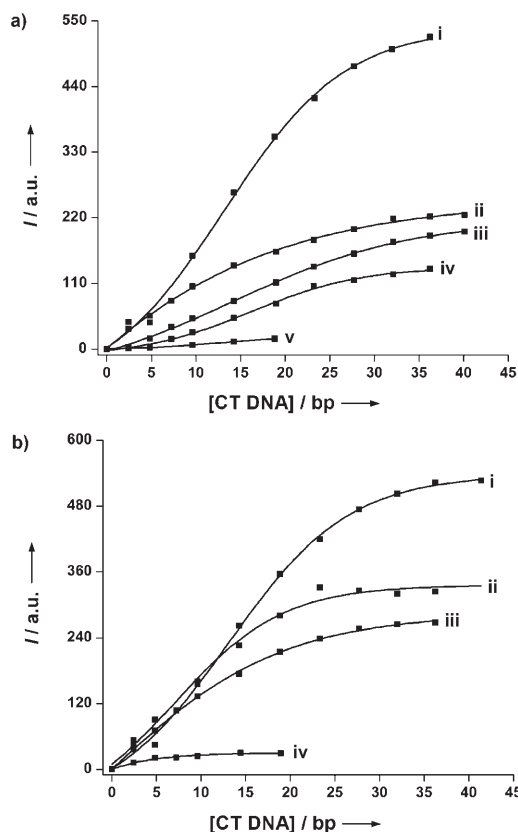 a)
550
440
330
220
110
0
I / a.u.
i
ii
iii
iv
v
0 5 10 15 20 25 30 35 40 45
[CT DNA] / bp
b)
600
480
360
240
120
0
I / a.u.
i
ii
iii
iv
0 5 10 15 20 25 30 35 40 45
[CT DNA] / bp